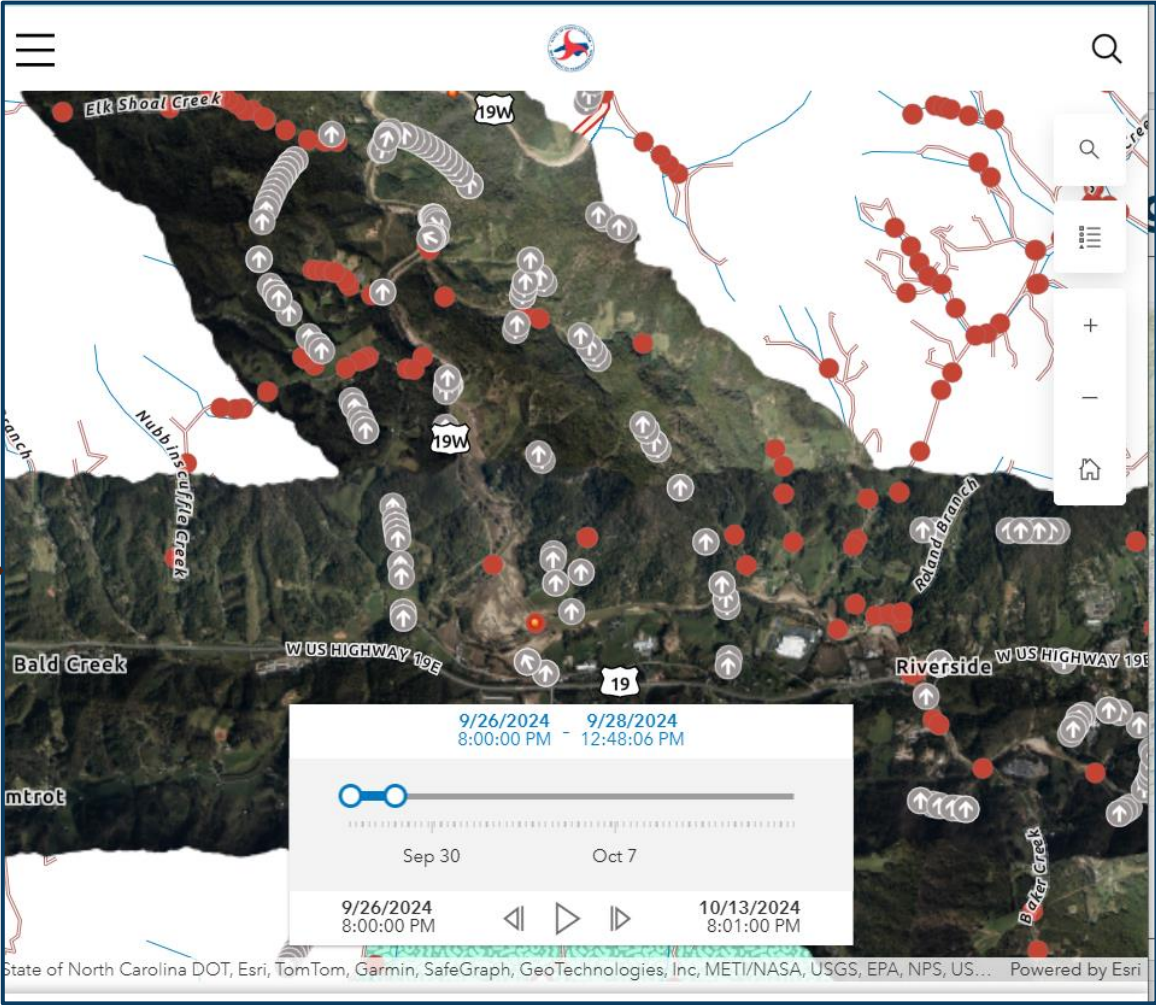 Elk Shoal Creek
19W
19W
Nubbinscuffle Creek
ranch
Roland Branch
Bald Creek
W US HIGHWAY 19E
19
Riverside
W US HIGHWAY 19E
mtrot
Baker Creek
9/26/2024 - 9/28/2024
8:00:00 PM 12:48:06 PM
Sep 30 Oct 7
9/26/2024 10/13/2024
8:00:00 PM 8:01:00 PM
State of North Carolina DOT, Esri, TomTom, Garmin, SafeGraph, GeoTechnologies, Inc, METI/NASA, USGS, EPA, NPS, US... Powered by Esri